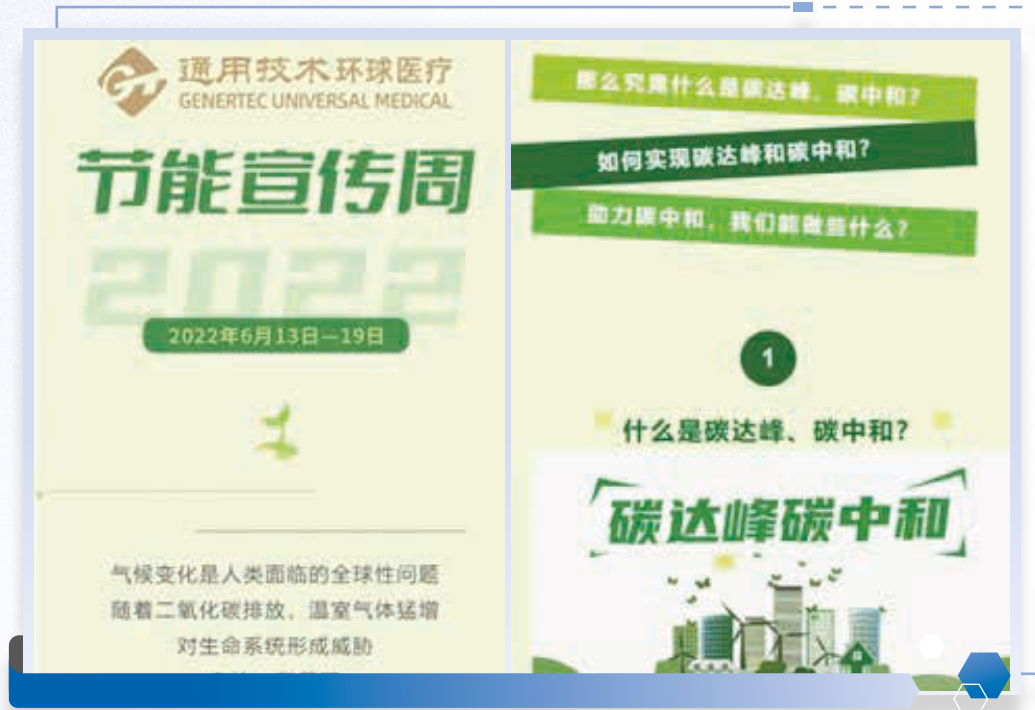 通用技术环球医疗
GENERTEC UNIVERSAL MEDICAL
节能宣传周
2022
2022年6月13日—19日
气候变化是人类面临的全球性问题
随着二氧化碳排放，温室气体猛增
对生命系统形成威胁
那么究竟什么是碳达峰、碳中和？
如何实现碳达峰和碳中和？
助力碳中和，我们能做些什么？
1
什么是碳达峰、碳中和？
碳达峰碳中和